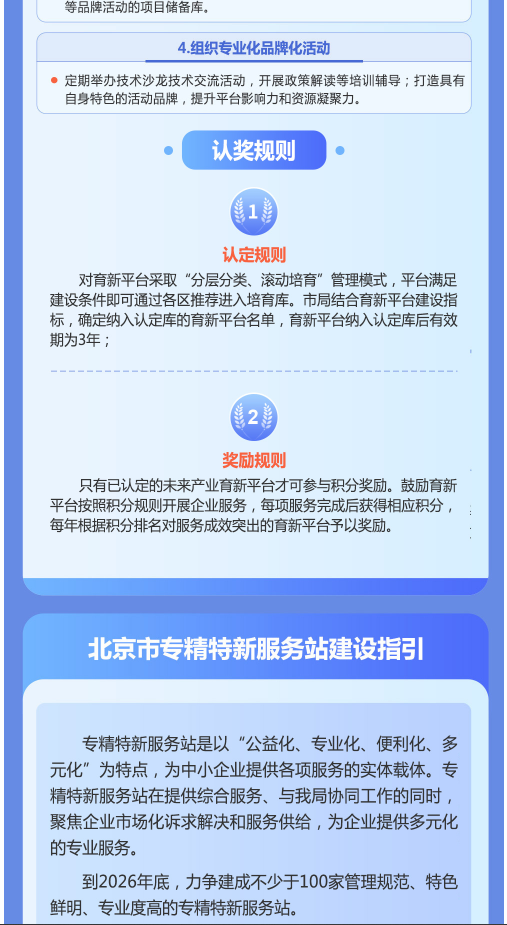 等品牌活动的项目储备库。
4.组织专业化品牌化活动
定期举办技术沙龙技术交流活动，开展政策解读等培训辅导；打造具有
自身特色的活动品牌，提升平台影响力和资源凝聚力。
认奖规则
1
认定规则
对育新平台采取“分层分类、滚动培育”管理模式，平台满足
建设条件即可通过各区推荐进入培育库。市局结合育新平台建设指
标，确定纳入认定库的育新平台名单，育新平台纳入认定库后有效
期为3年；
2
奖励规则
只有已认定的未来产业育新平台才可参与积分奖励。鼓励育新
平台按照积分规则开展企业服务，每项服务完成后获得相应积分，
每年根据积分排名对服务成效突出的育新平台予以奖励。
北京市专精特新服务站建设指引
专精特新服务站是以“公益化、专业化、便利化、多
元化”为特点，为中小企业提供各项服务的实体载体。专
精特新服务站在提供综合服务、与我局协同工作的同时，
聚焦企业市场化诉求解决和服务供给，为企业提供多元化
的专业服务。
到2026年底，力争建成不少于100家管理规范、特色
鲜明、专业度高的专精特新服务站。